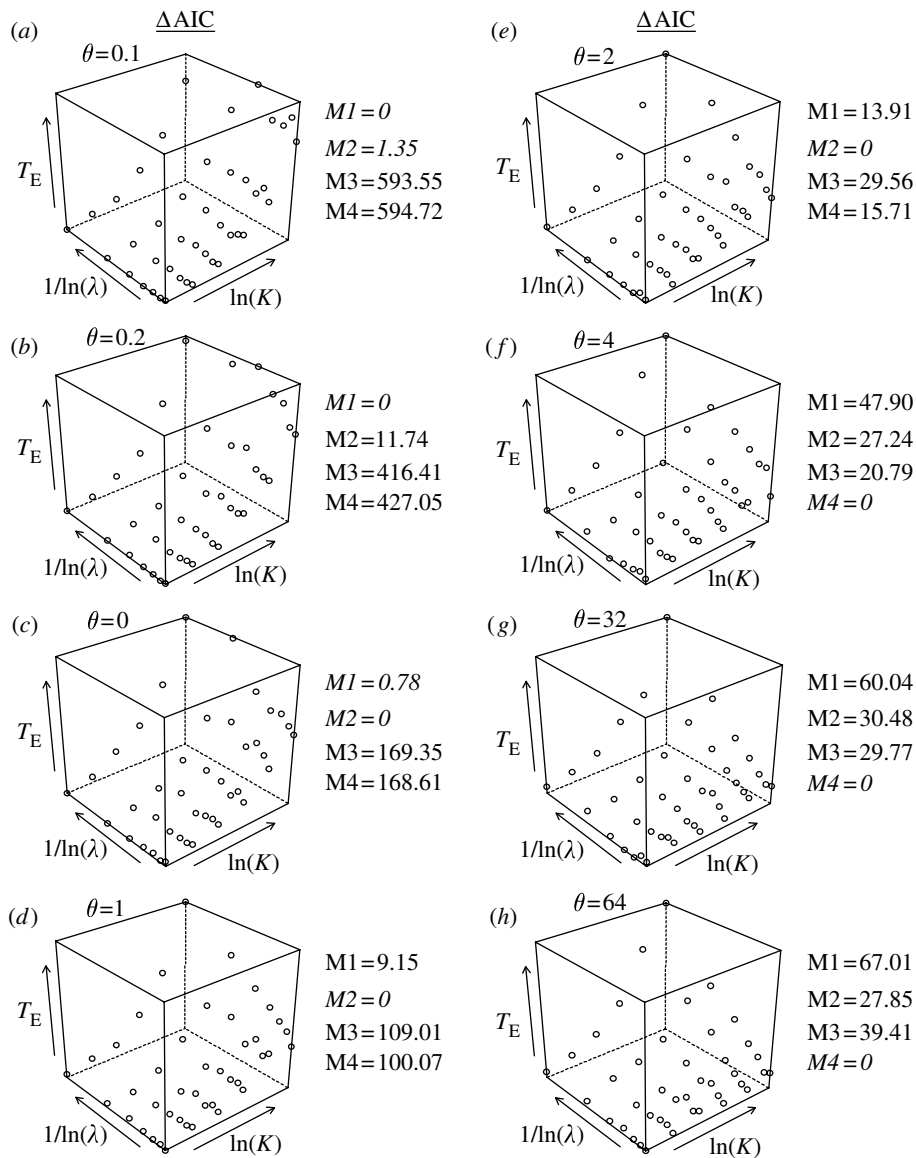 ΔAIC
(a)
θ=0.1
M1=0
M2=1.35
M3=593.55
M4=594.72
T_E
1/ln(λ)
ln(K)
(b)
θ=0.2
M1=0
M2=11.74
M3=416.41
M4=427.05
T_E
1/ln(λ)
ln(K)
(c)
θ=0
M1=0.78
M2=0
M3=169.35
M4=168.61
T_E
1/ln(λ)
ln(K)
(d)
θ=1
M1=9.15
M2=0
M3=109.01
M4=100.07
T_E
1/ln(λ)
ln(K)
ΔAIC
(e)
θ=2
M1=13.91
M2=0
M3=29.56
M4=15.71
T_E
1/ln(λ)
ln(K)
(f)
θ=4
M1=47.90
M2=27.24
M3=20.79
M4=0
T_E
1/ln(λ)
ln(K)
(g)
θ=32
M1=60.04
M2=30.48
M3=29.77
M4=0
T_E
1/ln(λ)
ln(K)
(h)
θ=64
M1=67.01
M2=27.85
M3=39.41
M4=0
T_E
1/ln(λ)
ln(K)